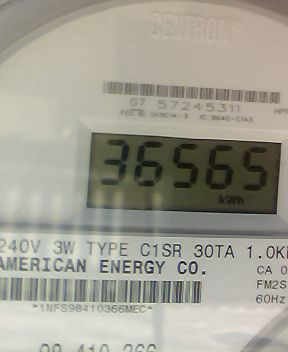 CENTRON
07 57245311
36565
kWh
240V 3W TYPE C1SR 30TA 1.0K
AMERICAN ENERGY CO.
CA 0
FM2S
60Hz
*1NFS98410366MEC*